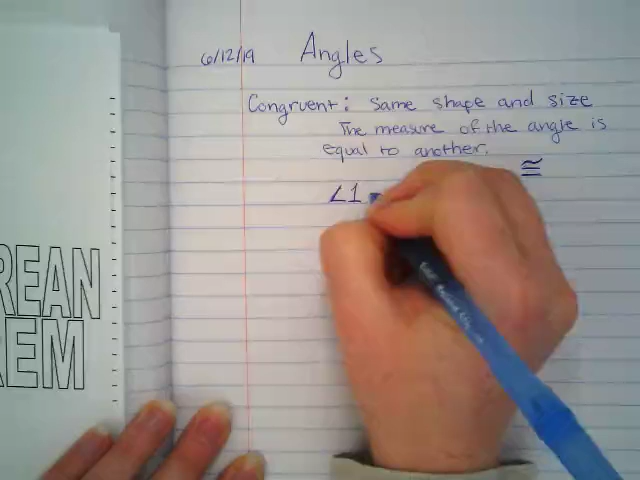 6/12/19 Angles
Congruent: Same shape and size
The measure of the angle is
equal to another.
≅
∠1
REAN
REM